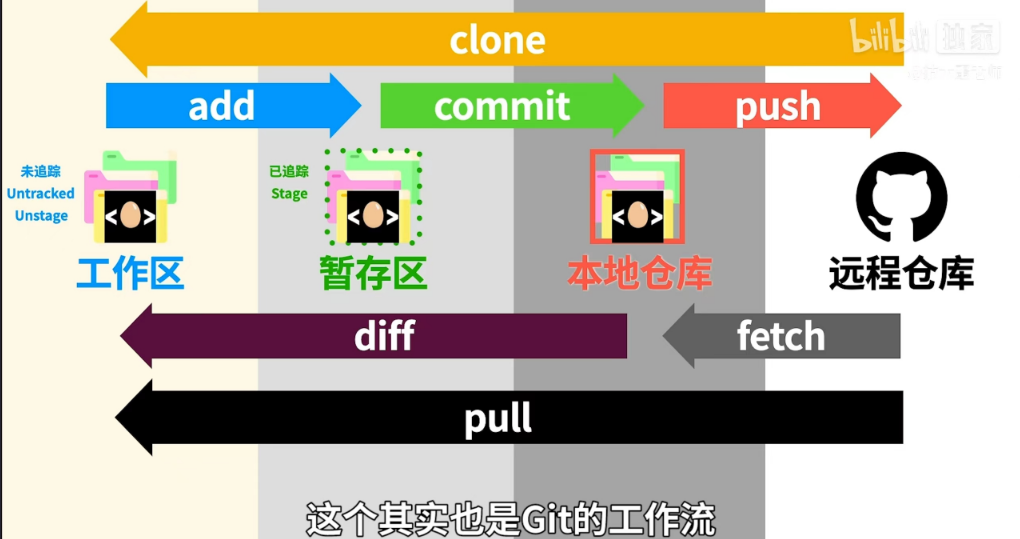 clone
bilibili 独家
add
commit
push
未追踪
Untracked
Unstage
已追踪
Stage
工作区
暂存区
本地仓库
远程仓库
diff
fetch
pull
这个其实也是Git的工作流